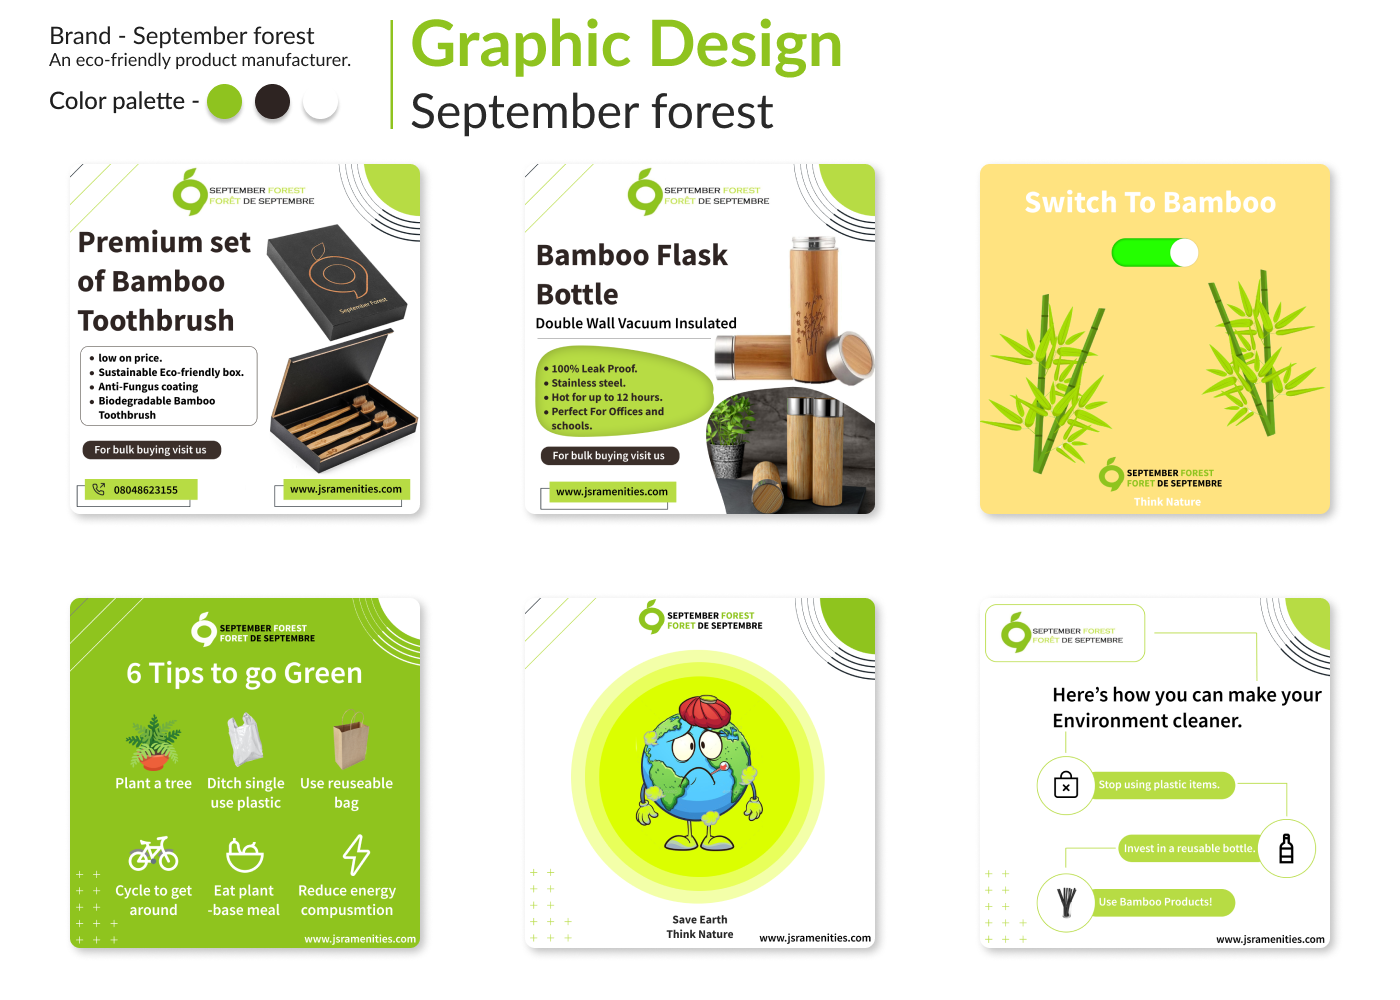 Brand - September forest
An eco-friendly product manufacturer.
Color palette -
Graphic Design
September forest
SEPTEMBER FOREST
FORÊT DE SEPTEMBRE
Premium set
of Bamboo
Toothbrush
September Forest
• low on price.
• Sustainable Eco-friendly box.
• Anti-Fungus coating
• Biodegradable Bamboo
Toothbrush
For bulk buying visit us
08048623155
www.jsramenities.com
SEPTEMBER FOREST
FORÊT DE SEPTEMBRE
Bamboo Flask
Bottle
Double Wall Vacuum Insulated
• 100% Leak Proof.
• Stainless steel.
• Hot for up to 12 hours.
• Perfect For Offices and
schools.
For bulk buying visit us
www.jsramenities.com
Switch To Bamboo
SEPTEMBER FOREST
FORET DE SEPTEMBRE
Think Nature
SEPTEMBER FOREST
FORET DE SEPTEMBRE
6 Tips to go Green
Plant a tree
Ditch single
use plastic
Use reuseable
bag
Cycle to get
around
Eat plant
-base meal
Reduce energy
compusmtion
www.jsramenities.com
SEPTEMBER FOREST
FORET DE SEPTEMBRE
Save Earth
Think Nature
www.jsramenities.com
SEPTEMBER FOREST
FORÊT DE SEPTEMBRE
Here's how you can make your
Environment cleaner.
Stop using plastic items.
Invest in a reusable bottle.
Use Bamboo Products!
www.jsramenities.com